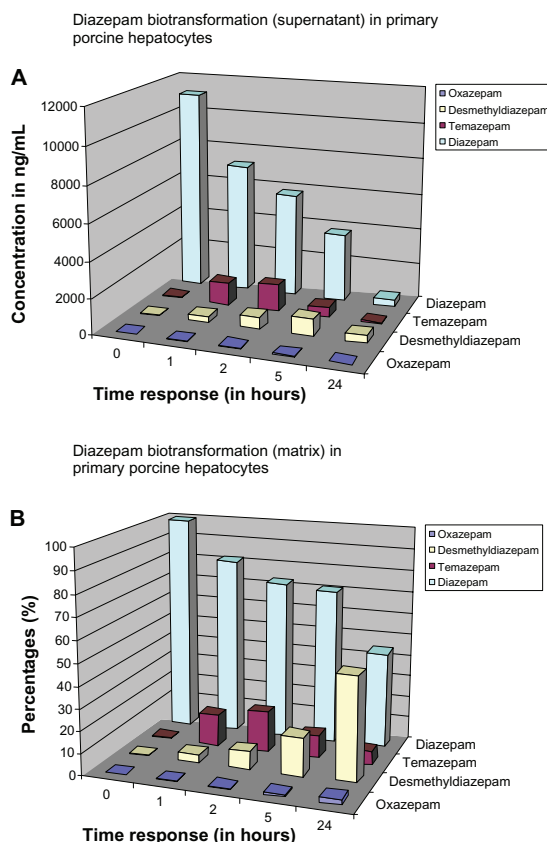 Diazepam biotransformation (supernatant) in primary
porcine hepatocytes
A
Oxazepam
Desmethyldiazepam
Temazepam
Diazepam
12000
10000
8000
6000
4000
2000
0
Concentration in ng/mL
Diazepam
Temazepam
Desmethyldiazepam
Oxazepam
0
1
2
5
24
Time response (in hours)
Diazepam biotransformation (matrix) in
primary porcine hepatocytes
B
Oxazepam
Desmethyldiazepam
Temazepam
Diazepam
100
90
80
70
60
50
40
30
20
10
0
Percentages (%)
Diazepam
Temazepam
Desmethyldiazepam
Oxazepam
0
1
2
5
24
Time response (in hours)